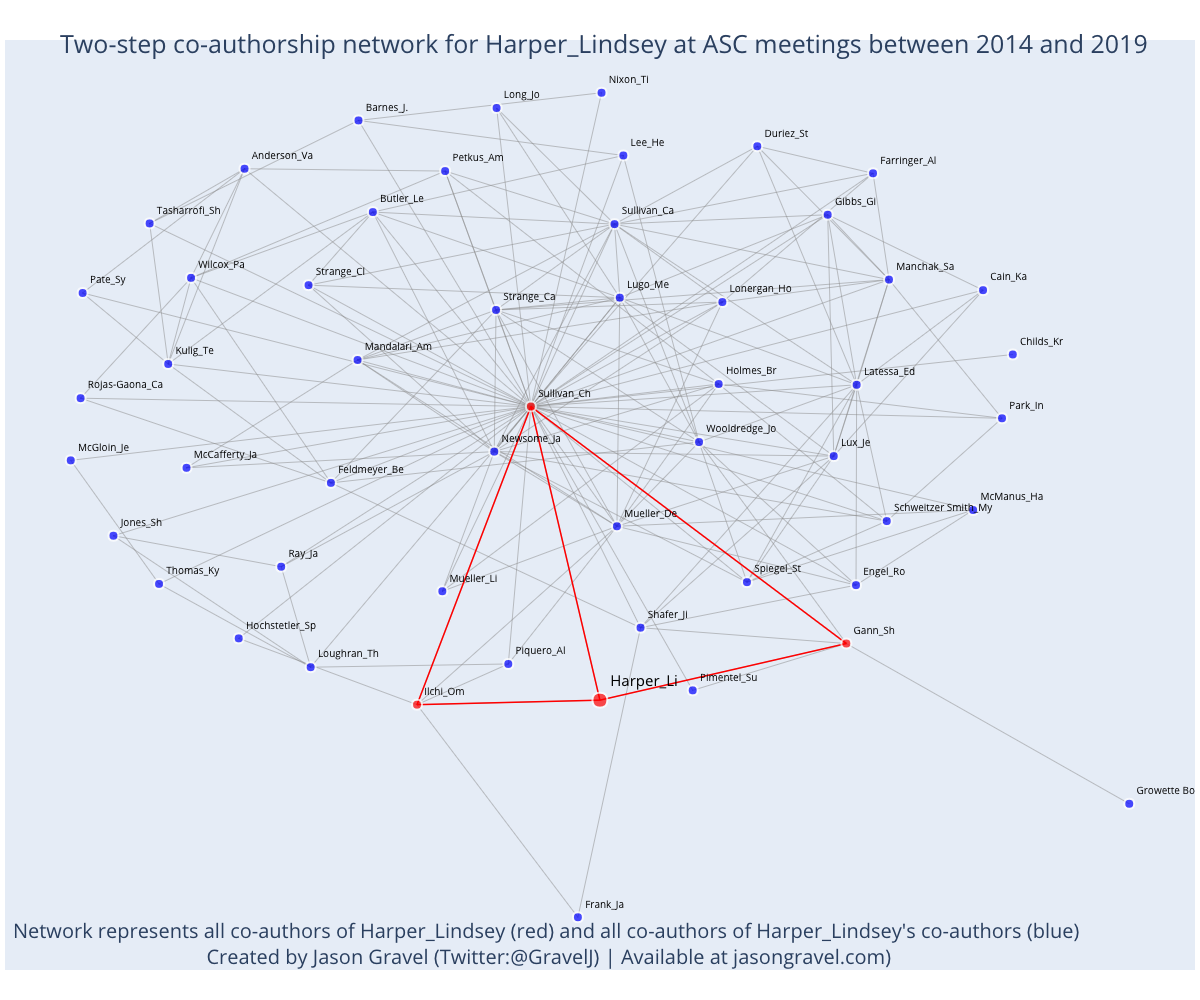 Two-step co-authorship network for Harper_Lindsey at ASC meetings between 2014 and 2019
Nixon_Ti
Long_Jo
Barnes_J.
Duriez_St
Lee_He
Anderson_Va
Petkus_Am
Farringer_Al
Butler_Le
Gibbs_Gi
Tasharrofi_Sh
Sullivan_Ca
Wilcox_Pa
Manchak_Sa
Strange_Cl
Cain_Ka
Pate_Sy
Lugo_Me
Lonergan_Ho
Strange_Ca
Childs_Kr
Mandalari_Am
Kulig_Te
Holmes_Br
Latessa_Ed
Rojas-Gaona_Ca
Sullivan_Ch
Park_In
Wooldredge_Jo
Newsome_Ja
Lux_Je
McGloin_Je
McCafferty_Ja
Feldmeyer_Be
McManus_Ha
Schweitzer Smith_My
Mueller_De
Jones_Sh
Ray_Ja
Thomas_Ky
Spiegel_St
Engel_Ro
Mueller_Li
Shafer_Ji
Hochstetler_Sp
Gann_Sh
Loughran_Th
Piquero_Al
Pimentel_Su
Harper_Li
Ilchi_Om
Growette Bo
Frank_Ja
Network represents all co-authors of Harper_Lindsey (red) and all co-authors of Harper_Lindsey's co-authors (blue)
Created by Jason Gravel (Twitter:@GravelJ) | Available at jasongravel.com)